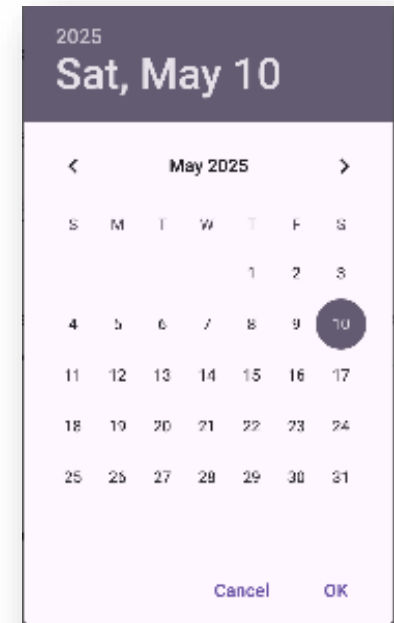 2025
Sat, May 10
May 2025
S M T W T F S
1 2 3
4 5 6 7 8 9 10
11 12 13 14 15 16 17
18 19 20 21 22 23 24
25 26 27 28 29 30 31
Cancel OK